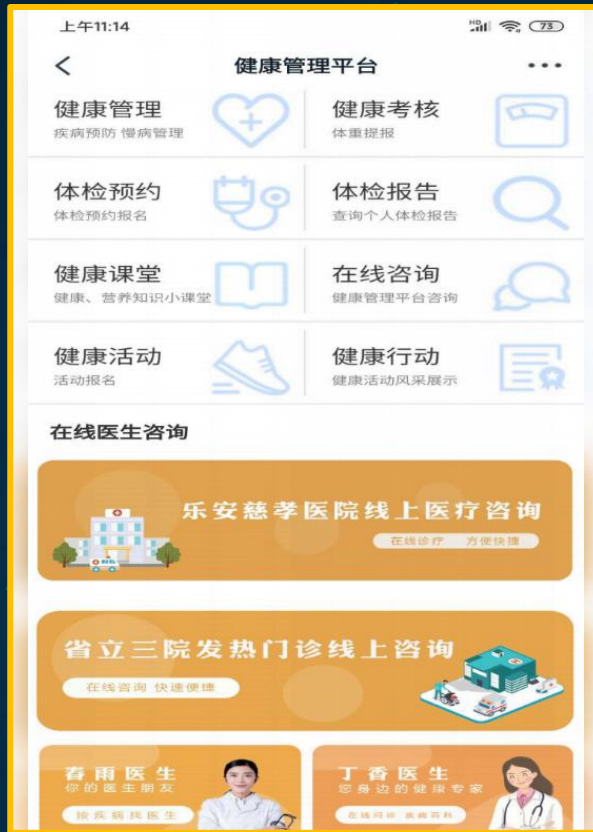 上午11:14
HD
73
健康管理平台
健康管理
疾病预防 慢病管理
健康考核
体重提报
体检预约
体检预约报名
体检报告
查询个人体检报告
健康课堂
健康、营养知识小课堂
在线咨询
健康管理平台咨询
健康活动
活动报名
健康行动
健康活动风采展示
在线医生咨询
乐安慈孝医院线上医疗咨询
在线诊疗 方便快捷
省立三院发热门诊线上咨询
在线咨询 快速便捷
春雨医生
你的医生朋友
按疾病找医生
丁香医生
您身边的健康专家
在线问诊 疾病百科